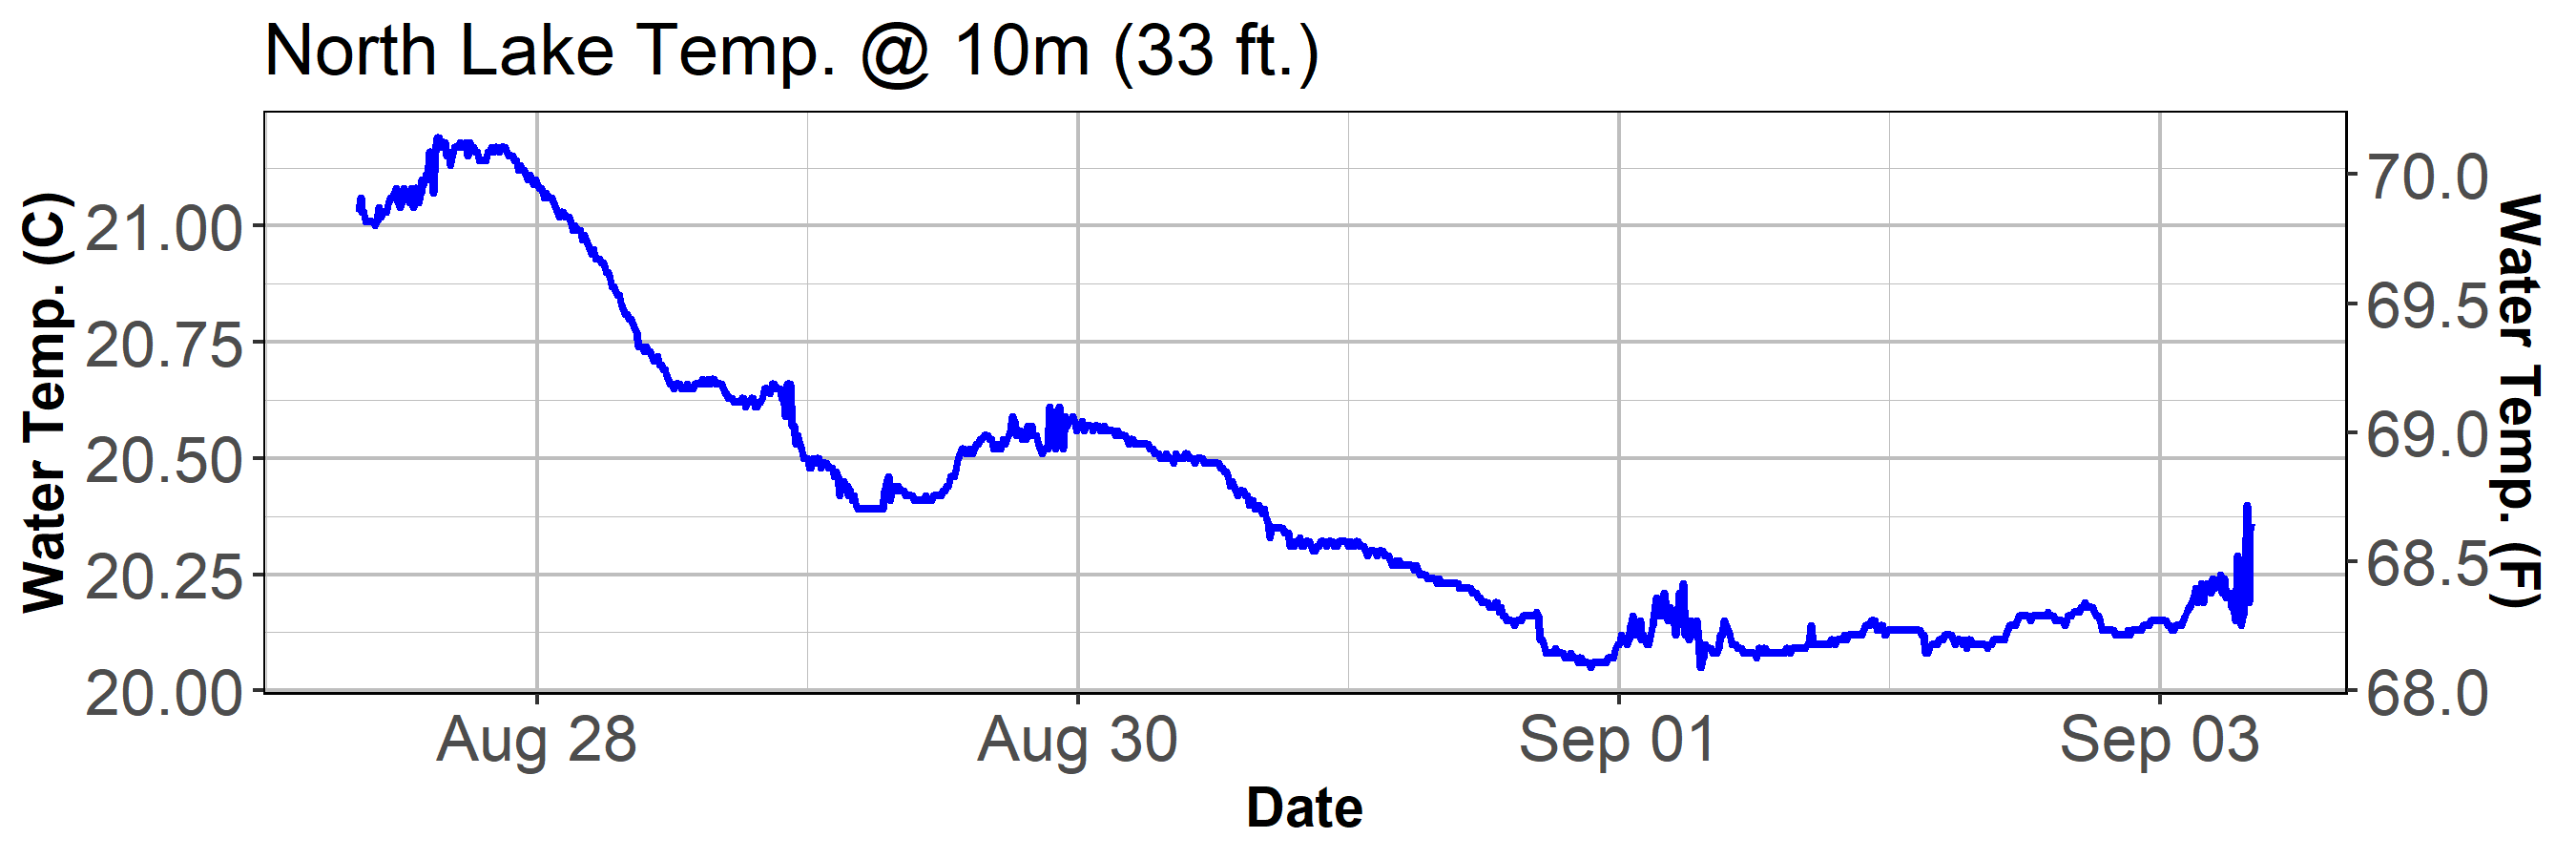 North Lake Temp. @ 10m (33 ft.)
Water Temp. (C)
21.00
20.75
20.50
20.25
20.00
70.0
69.5
69.0
68.5
68.0
Water Temp. (F)
Aug 28
Aug 30
Sep 01
Sep 03
Date